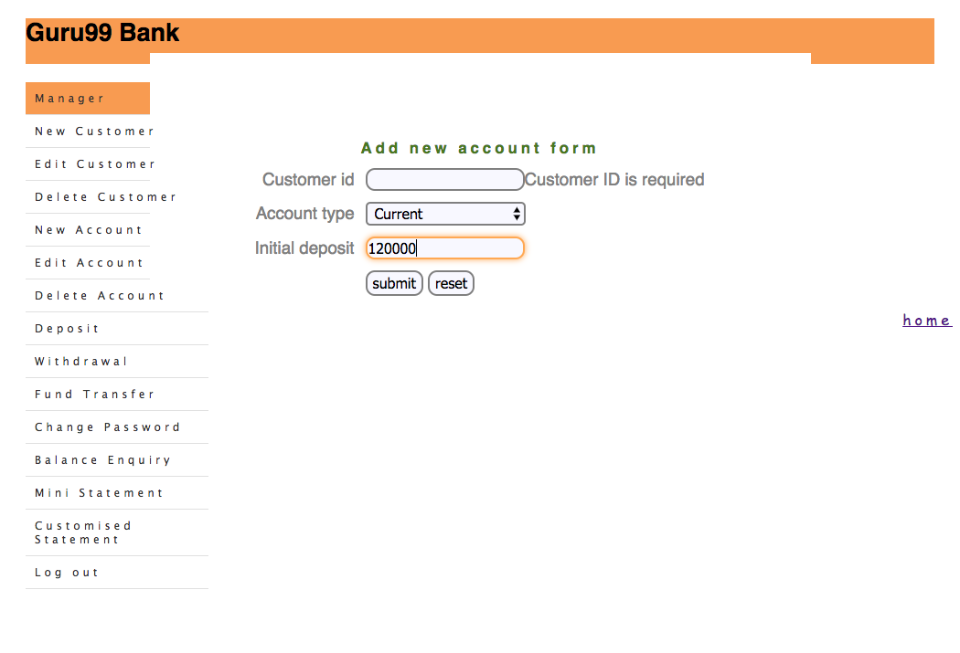 Guru99 Bank
Manager
New Customer
Edit Customer
Delete Customer
New Account
Edit Account
Delete Account
Deposit
Withdrawal
Fund Transfer
Change Password
Balance Enquiry
Mini Statement
Customised
Statement
Log out
Add new account form
Customer id Customer ID is required
Account type Current
Initial deposit 120000
submit reset
home